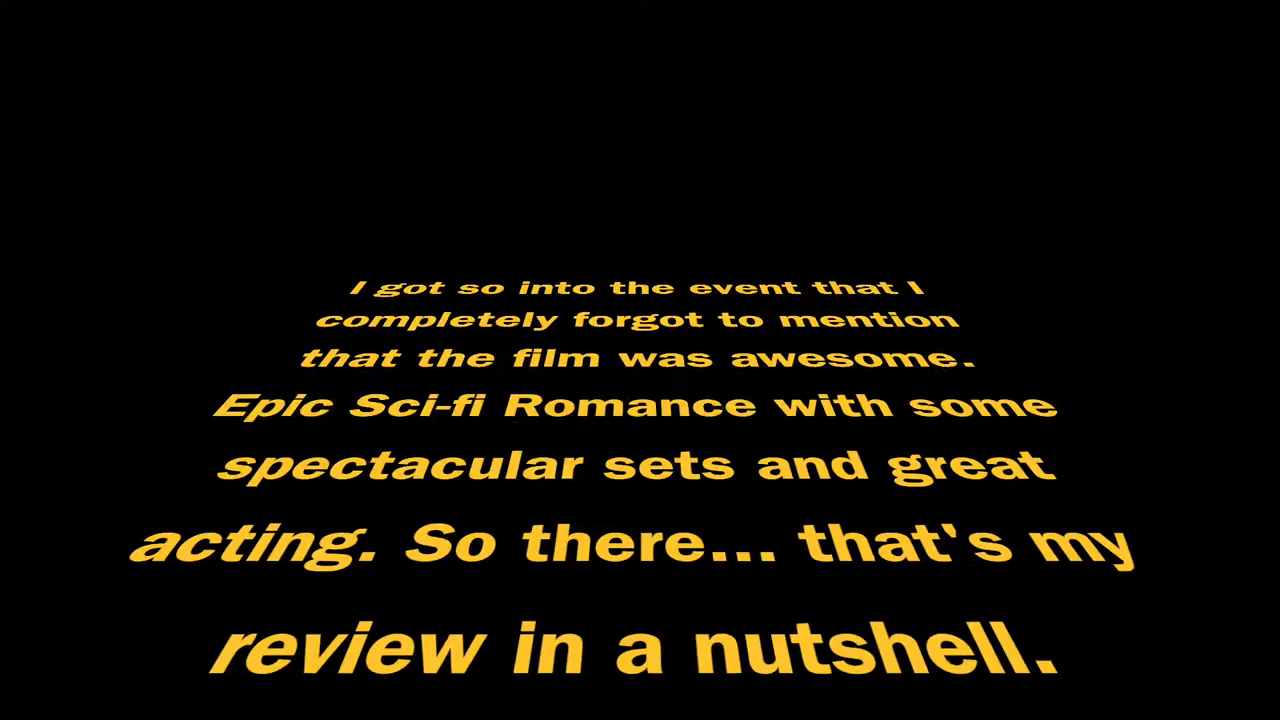 I got so into the event that I
completely forgot to mention
that the film was awesome.
Epic Sci-fi Romance with some
spectacular sets and great
acting. So there... that's my
review in a nutshell.